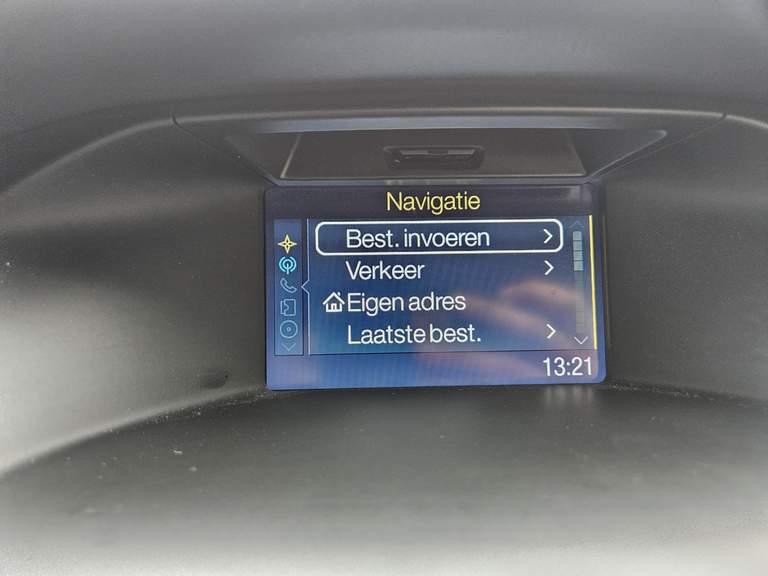 Navigatie
Best. invoeren
Verkeer
Eigen adres
Laatste best.
13:21